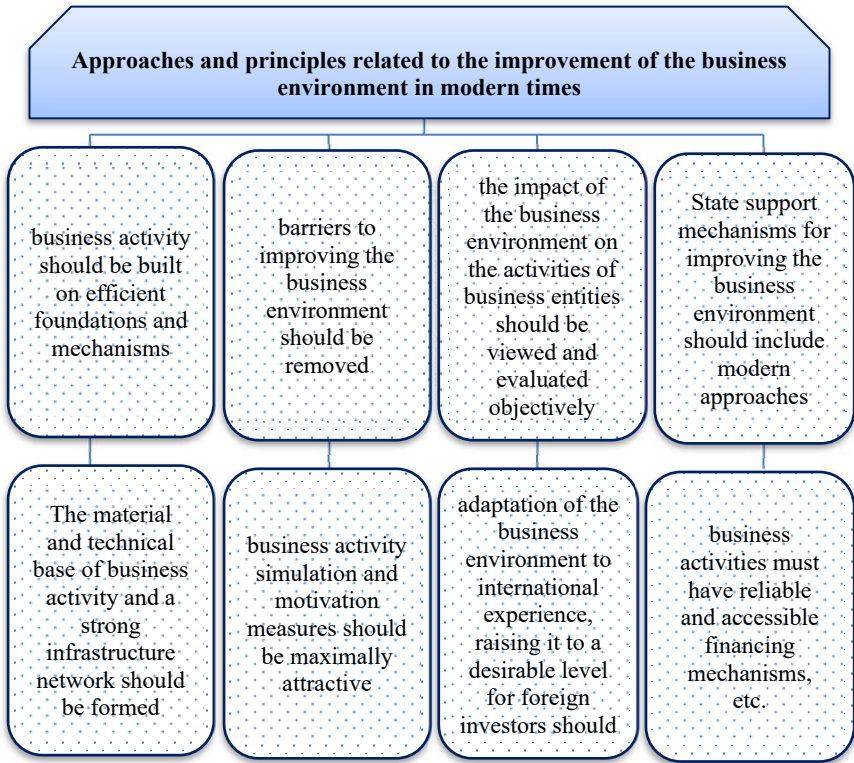 Approaches and principles related to the improvement of the business
environment in modern times
business activity
should be built
on efficient
foundations and
mechanisms
barriers to
improving the
business
environment
should be
removed
the impact of
the business
environment on
the activities of
business entities
should be
viewed and
evaluated
objectively
State support
mechanisms for
improving the
business
environment
should include
modern
approaches
The material
and technical
base of business
activity and a
strong
infrastructure
network should
be formed
business activity
simulation and
motivation
measures should
be maximally
attractive
adaptation of the
business
environment to
international
experience,
raising it to a
desirable level
for foreign
investors should
business
activities must
have reliable
and accessible
financing
mechanisms,
etc.